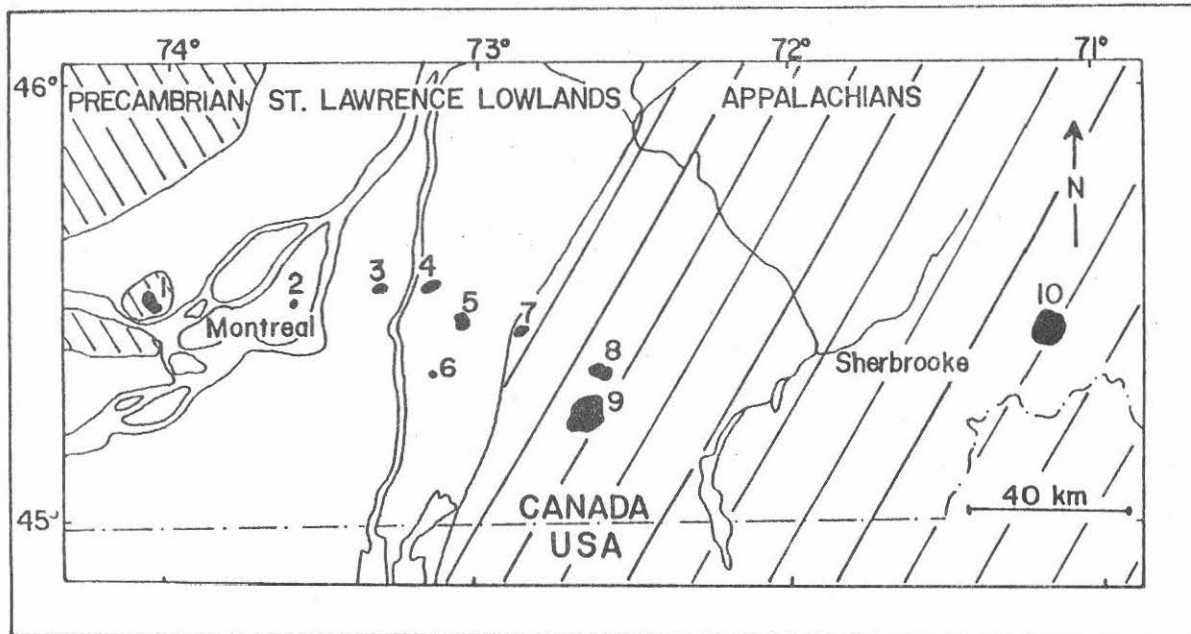 74° 73° 72° 71°
46°
PRECAMBRIAN ST. LAWRENCE LOWLANDS APPALACHIANS
N
1 2 3 4 5 6 7 8 9 10
Montreal
Sherbrooke
40 km
45
CANADA
USA